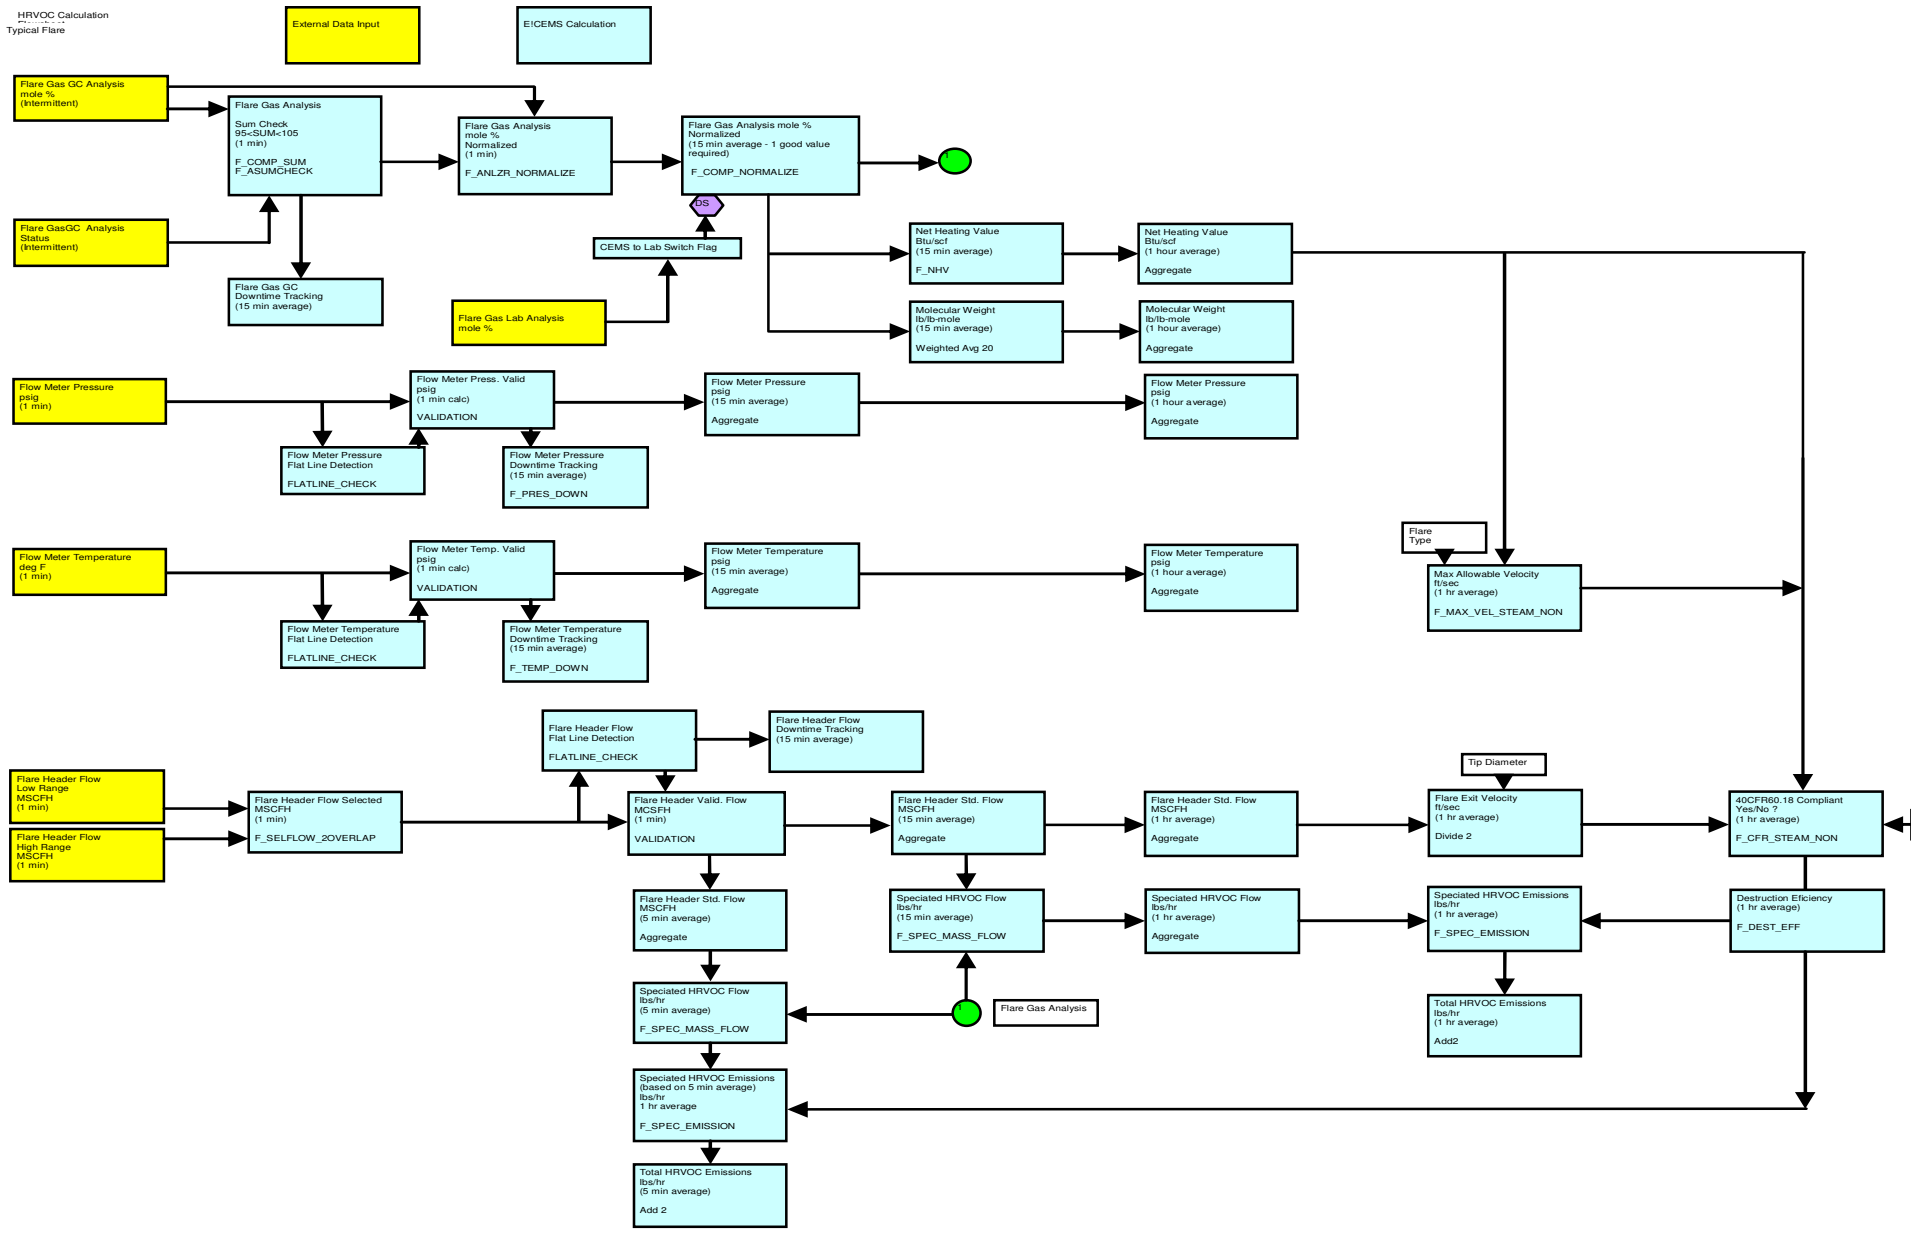 HRVOC Calculation
Flowsheet
Typical Flare
External Data Input
E!CEMS Calculation
Flare Gas GC Analysis
mole %
(Intermittent)
Flare Gas Analysis
Sum Check
95<SUM<105
(1 min)
F_COMP_SUM
F_ASUMCHECK
Flare Gas Analysis
mole %
Normalized
(1 min)
F_ANLZR_NORMALIZE
Flare Gas Analysis mole %
Normalized
(15 min average - 1 good value
required)
F_COMP_NORMALIZE
1
DS
Flare GasGC Analysis
Status
(Intermittent)
CEMS to Lab Switch Flag
Net Heating Value
Btu/scf
(15 min average)
F_NHV
Net Heating Value
Btu/scf
(1 hour average)
Aggregate
Flare Gas GC
Downtime Tracking
(15 min average)
Flare Gas Lab Analysis
mole %
Molecular Weight
lb/lb-mole
(15 min average)
Weighted Avg 20
Molecular Weight
lb/lb-mole
(1 hour average)
Aggregate
Flow Meter Pressure
psig
(1 min)
Flow Meter Press. Valid
psig
(1 min calc)
VALIDATION
Flow Meter Pressure
psig
(15 min average)
Aggregate
Flow Meter Pressure
psig
(1 hour average)
Aggregate
Flow Meter Pressure
Flat Line Detection
FLATLINE_CHECK
Flow Meter Pressure
Downtime Tracking
(15 min average)
F_PRES_DOWN
Flow Meter Temperature
deg F
(1 min)
Flow Meter Temp. Valid
psig
(1 min calc)
VALIDATION
Flow Meter Temperature
psig
(15 min average)
Aggregate
Flow Meter Temperature
psig
(1 hour average)
Aggregate
Flare
Type
Max Allowable Velocity
ft/sec
(1 hr average)
F_MAX_VEL_STEAM_NON
Flow Meter Temperature
Flat Line Detection
FLATLINE_CHECK
Flow Meter Temperature
Downtime Tracking
(15 min average)
F_TEMP_DOWN
Flare Header Flow
Flat Line Detection
FLATLINE_CHECK
Flare Header Flow
Downtime Tracking
(15 min average)
Tip Diameter
Flare Header Flow
Low Range
MSCFH
(1 min)
Flare Header Flow
High Range
MSCFH
(1 min)
Flare Header Flow Selected
MSCFH
(1 min)
F_SELFLOW_2OVERLAP
Flare Header Valid. Flow
MCSFH
(1 min)
VALIDATION
Flare Header Std. Flow
MSCFH
(15 min average)
Aggregate
Flare Header Std. Flow
MSCFH
(1 hr average)
Aggregate
Flare Exit Velocity
ft/sec
(1 hr average)
Divide 2
40CFR60.18 Compliant
Yes/No ?
(1 hr average)
F_CFR_STEAM_NON
Flare Header Std. Flow
MSCFH
(5 min average)
Aggregate
Speciated HRVOC Flow
lbs/hr
(15 min average)
F_SPEC_MASS_FLOW
Speciated HRVOC Flow
lbs/hr
(1 hr average)
Aggregate
Speciated HRVOC Emissions
lbs/hr
(1 hr average)
F_SPEC_EMISSION
Destruction Eficiency
(1 hr average)
F_DEST_EFF
Speciated HRVOC Flow
lbs/hr
(5 min average)
F_SPEC_MASS_FLOW
1
Flare Gas Analysis
Total HRVOC Emissions
lbs/hr
(1 hr average)
Add2
Speciated HRVOC Emissions
(based on 5 min average)
lbs/hr
1 hr average
F_SPEC_EMISSION
Total HRVOC Emissions
lbs/hr
(5 min average)
Add 2